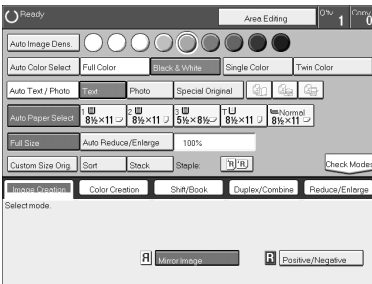 Ready Area Editing Qty 1 Copy 0
Auto Image Dens.
Auto Color Select Full Color Black & White Single Color Twin Color
Auto Text / Photo Text Photo Special Original
Auto Paper Select 1 8½×11 2 8½×11 3 5½×8½ T 8½×11 Normal 8½×11
Full Size Auto Reduce/Enlarge 100%
Custom Size Orig. Sort Stack Staple: R R Check Modes
Image Creation Color Creation Shift/Book Duplex/Combine Reduce/Enlarge
Select mode.
R Mirror Image R Positive/Negative